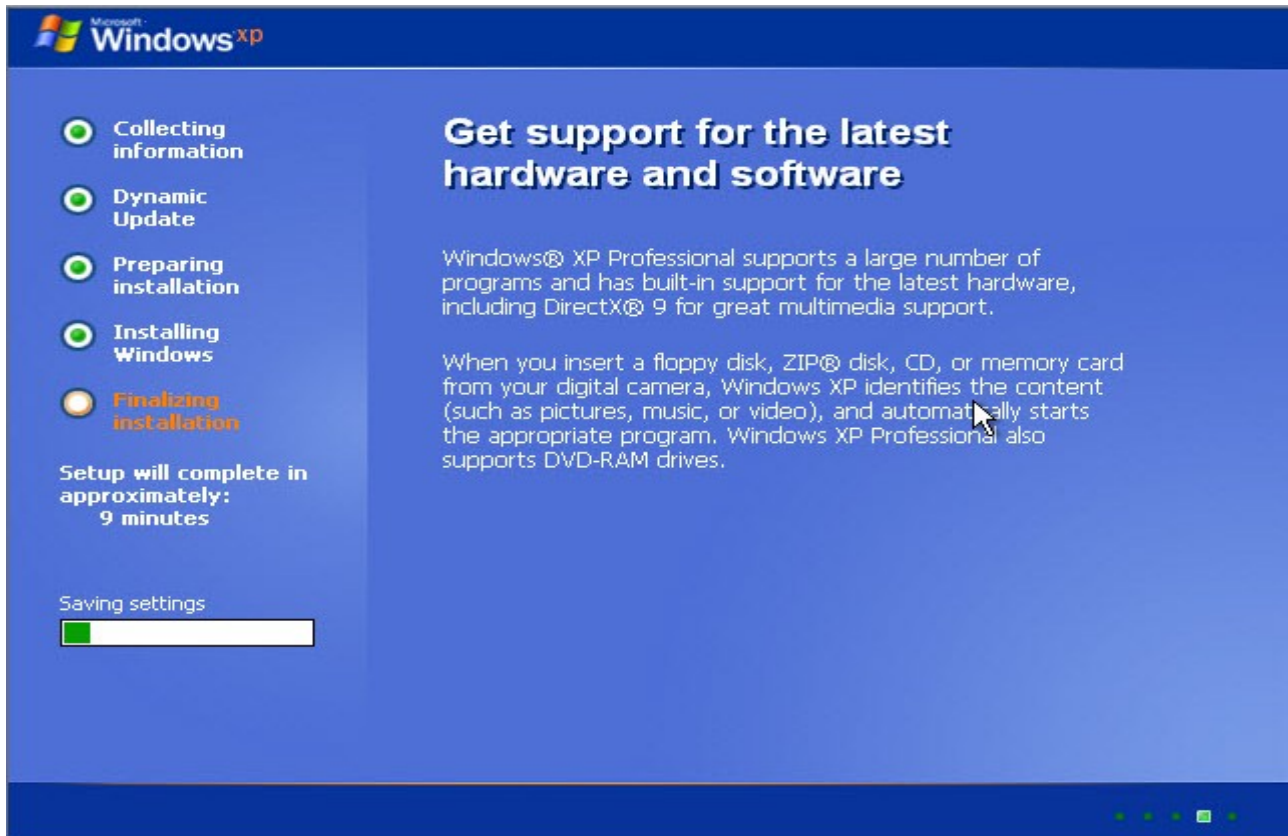 Microsoft
Windows xp
Collecting
information
Dynamic
Update
Preparing
installation
Installing
Windows
Finalizing
installation
Setup will complete in
approximately:
9 minutes
Saving settings
Get support for the latest
hardware and software
Windows® XP Professional supports a large number of
programs and has built-in support for the latest hardware,
including DirectX® 9 for great multimedia support.
When you insert a floppy disk, ZIP® disk, CD, or memory card
from your digital camera, Windows XP identifies the content
(such as pictures, music, or video), and automatically starts
the appropriate program. Windows XP Professional also
supports DVD-RAM drives.